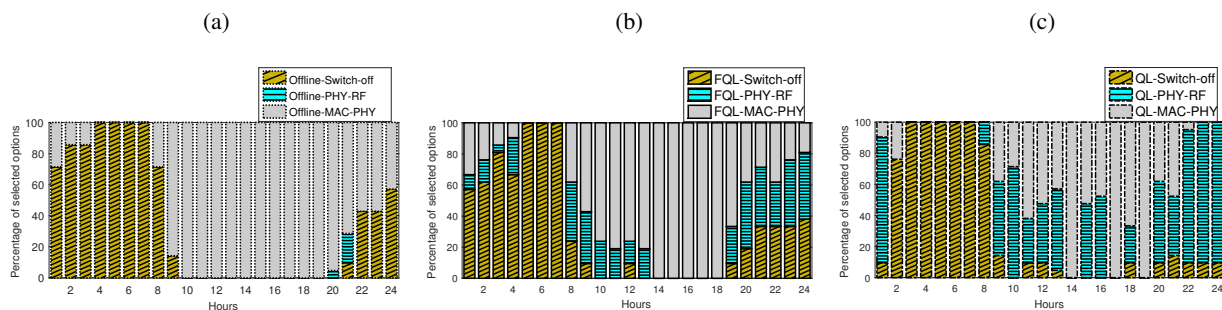 (a)
Offline-Switch-off
Offline-PHY-RF
Offline-MAC-PHY
Percentage of selected options
100
80
60
40
20
0
2 4 6 8 10 12 14 16 18 20 22 24
Hours
(b)
FQL-Switch-off
FQL-PHY-RF
FQL-MAC-PHY
Percentage of selected options
100
80
60
40
20
0
2 4 6 8 10 12 14 16 18 20 22 24
Hours
(c)
QL-Switch-off
QL-PHY-RF
QL-MAC-PHY
Percentage of selected options
100
80
60
40
20
0
2 4 6 8 10 12 14 16 18 20 22 24
Hours